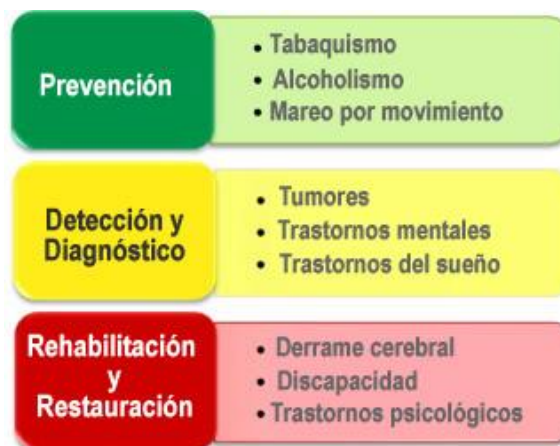 Prevención
• Tabaquismo
• Alcoholismo
• Mareo por movimiento
Detección y
Diagnóstico
• Tumores
• Trastornos mentales
• Trastornos del sueño
Rehabilitación
y
Restauración
• Derrame cerebral
• Discapacidad
• Trastornos psicológicos